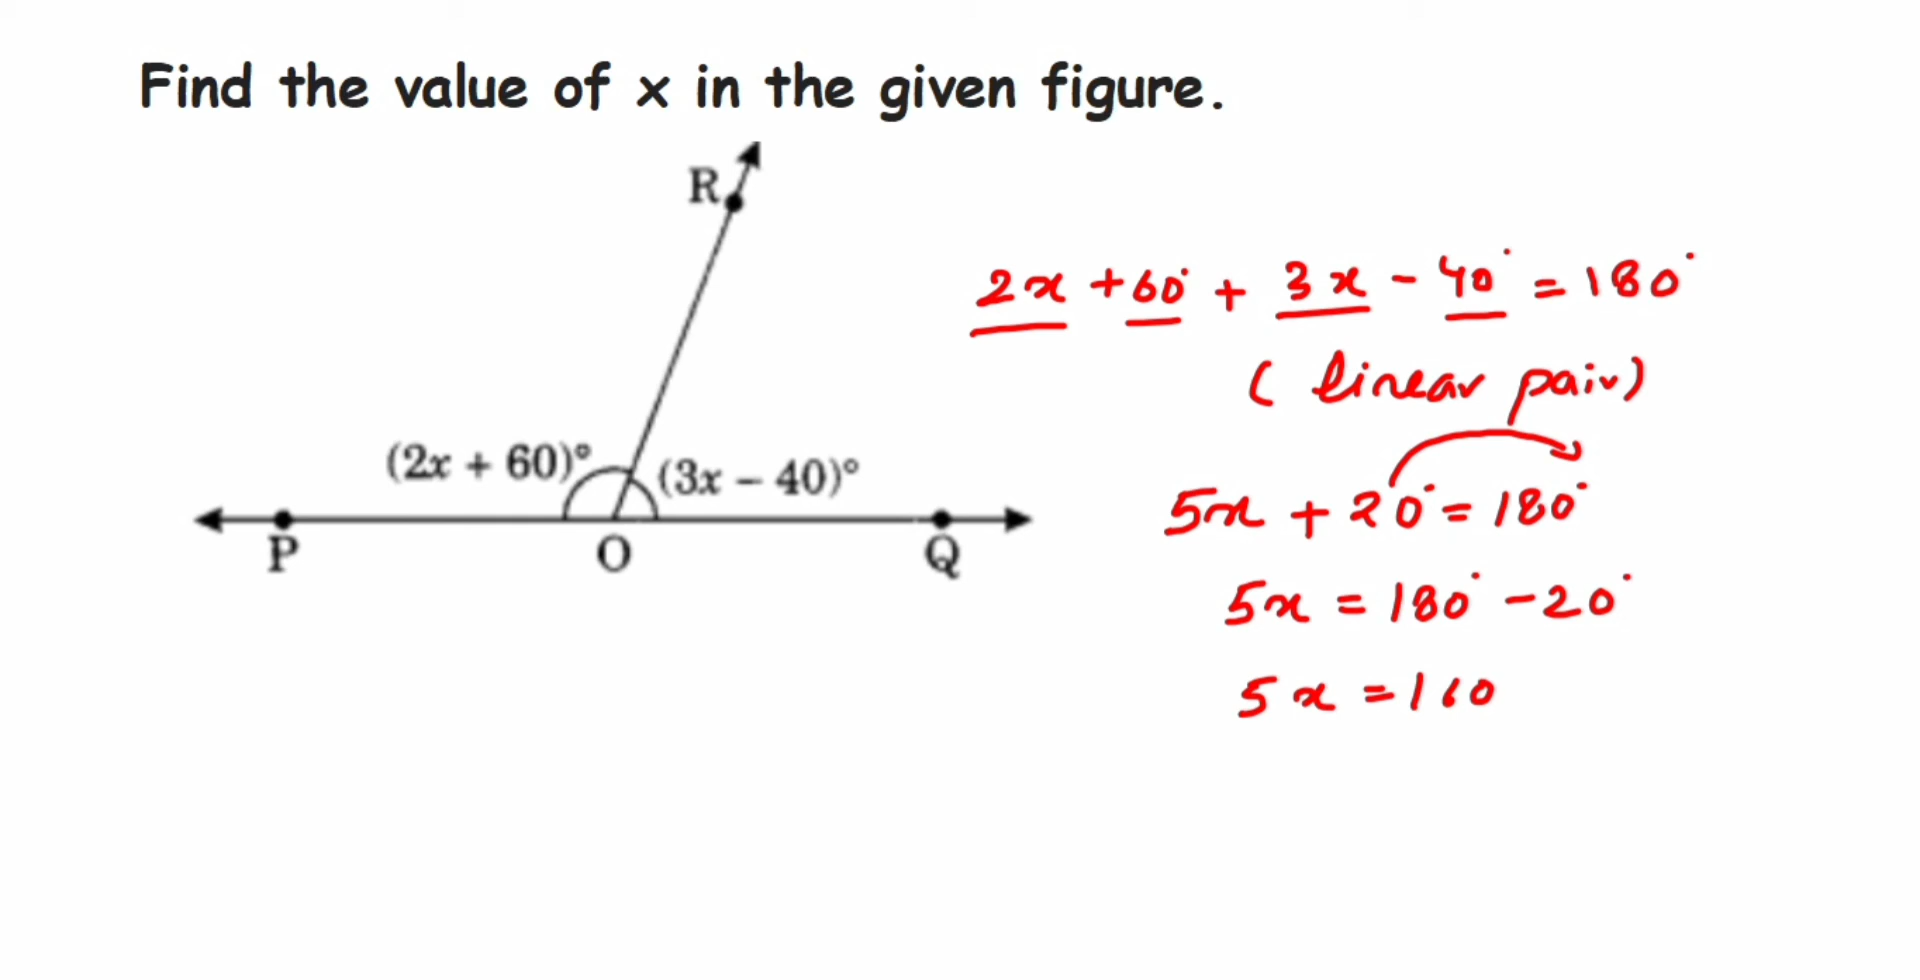 Find the value of x in the given figure.
R
(2x + 60)°
(3x – 40)°
P
O
Q
2x + 60° + 3x - 40° = 180°
( linear pair)
5x + 20° = 180°
5x = 180° - 20°
5x = 160